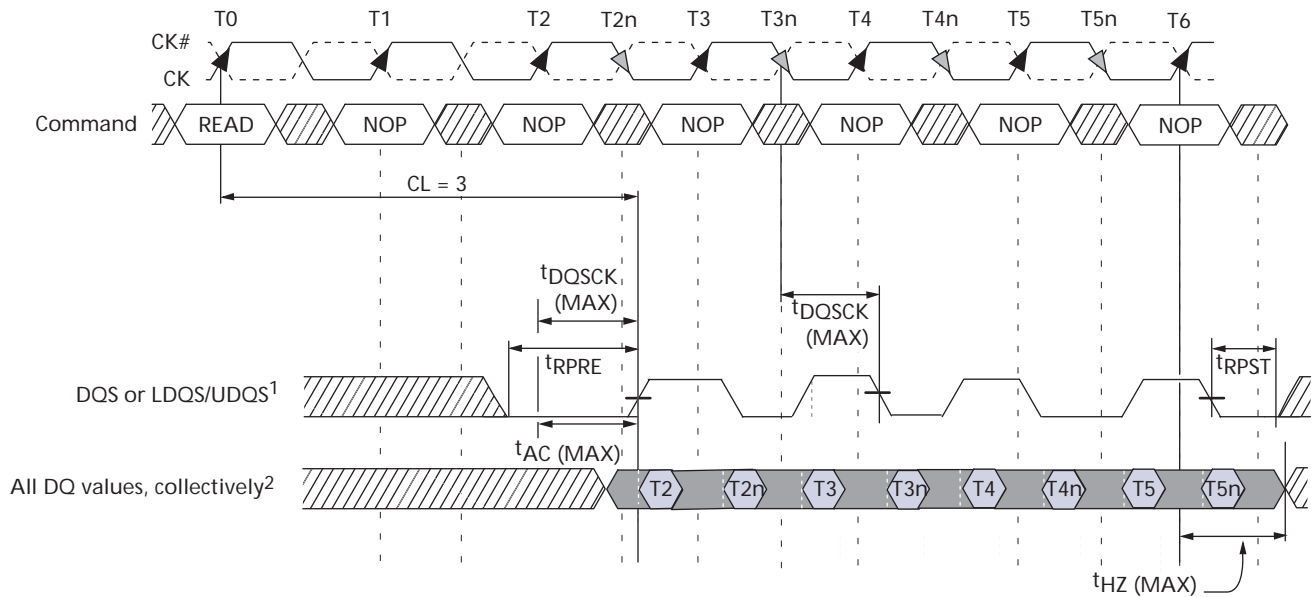 T0 T1 T2 T2n T3 T3n T4 T4n T5 T5n T6
CK#
CK
Command READ NOP NOP NOP NOP NOP NOP
CL = 3
tDQSCK
(MAX)
tDQSCK
(MAX)
tRPRE
tRPST
DQS or LDQS/UDQS1
tAC (MAX)
All DQ values, collectively2 T2 T2n T3 T3n T4 T4n T5 T5n
tHZ (MAX)